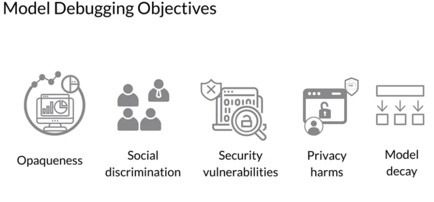 Model Debugging Objectives
Opaqueness
Social
discrimination
Security
vulnerabilities
Privacy
harms
Model
decay